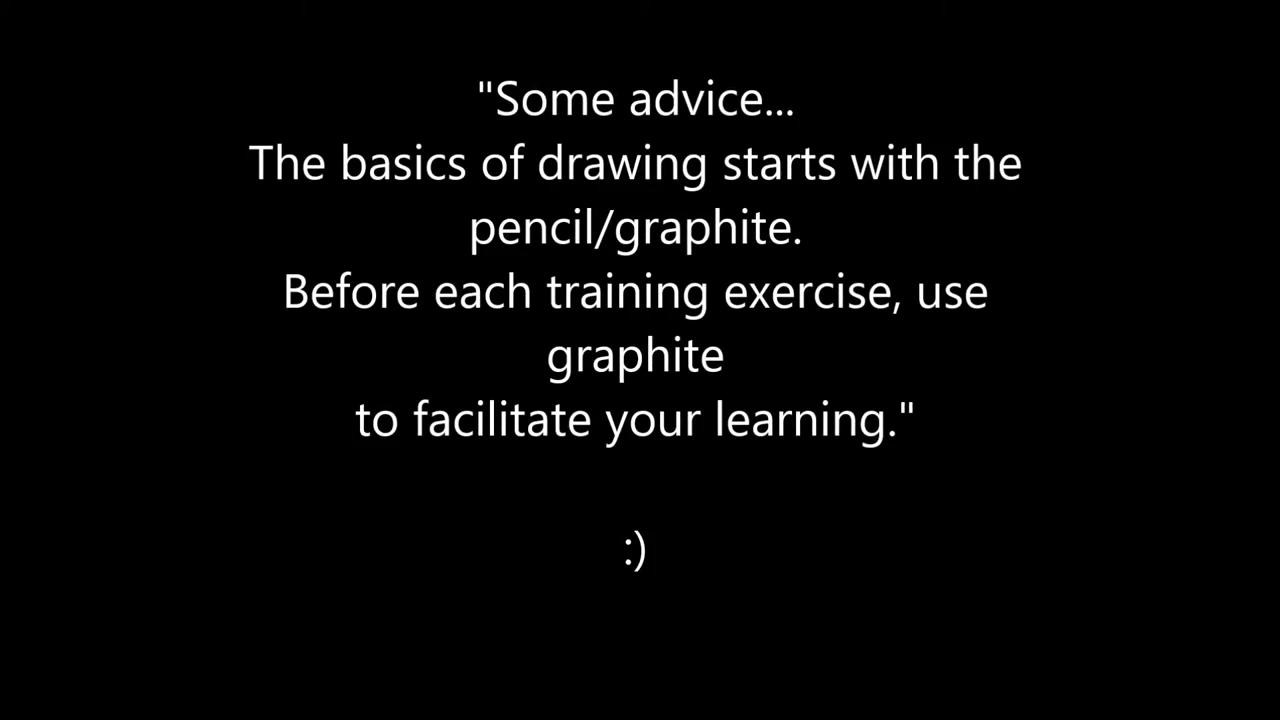 "Some advice...
The basics of drawing starts with the
pencil/graphite.
Before each training exercise, use
graphite
to facilitate your learning."
:)